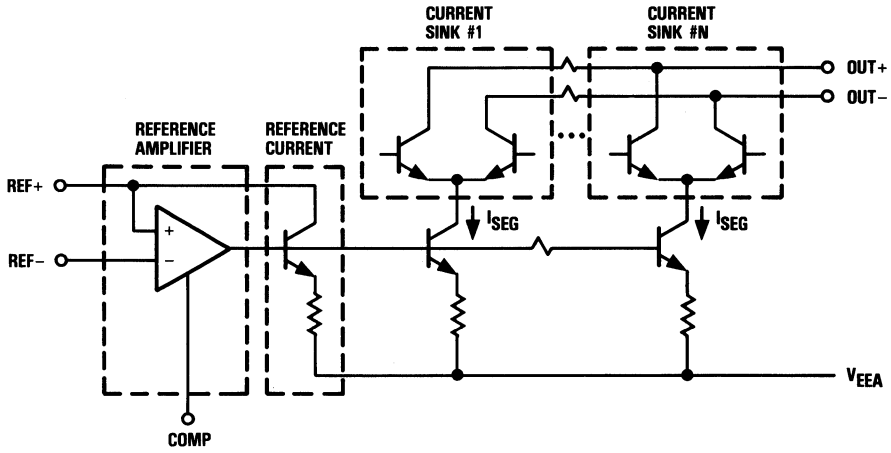 CURRENT
SINK #1
CURRENT
SINK #N
OUT+
OUT−
REFERENCE
AMPLIFIER
REFERENCE
CURRENT
REF+
+
REF−
−
ISEG
ISEG
VEEA
COMP